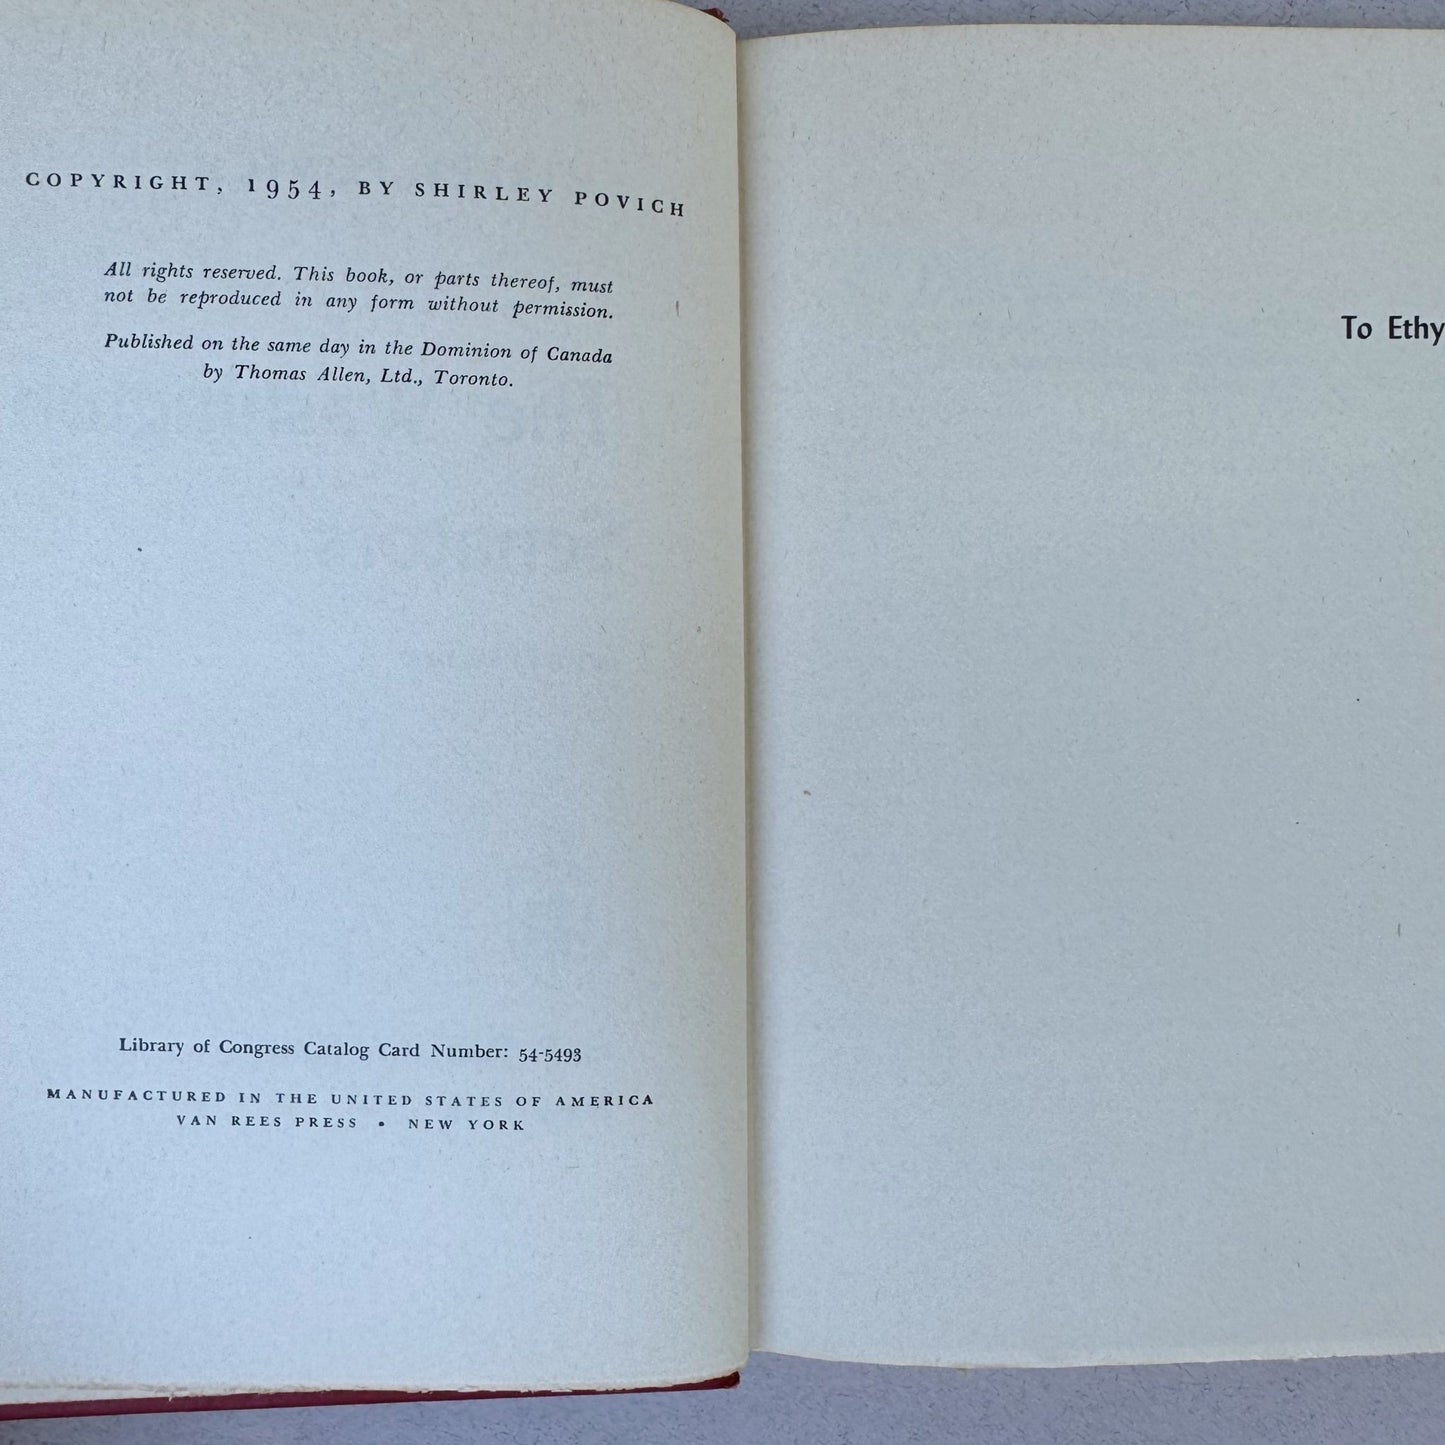 COPYRIGHT, 1954, BY SHIRLEY POVICH
All rights reserved. This book, or parts thereof, must
not be reproduced in any form without permission.
Published on the same day in the Dominion of Canada
by Thomas Allen, Ltd., Toronto.
Library of Congress Catalog Card Number: 54-5493
MANUFACTURED IN THE UNITED STATES OF AMERICA
VAN REES PRESS • NEW YORK
To Ethy